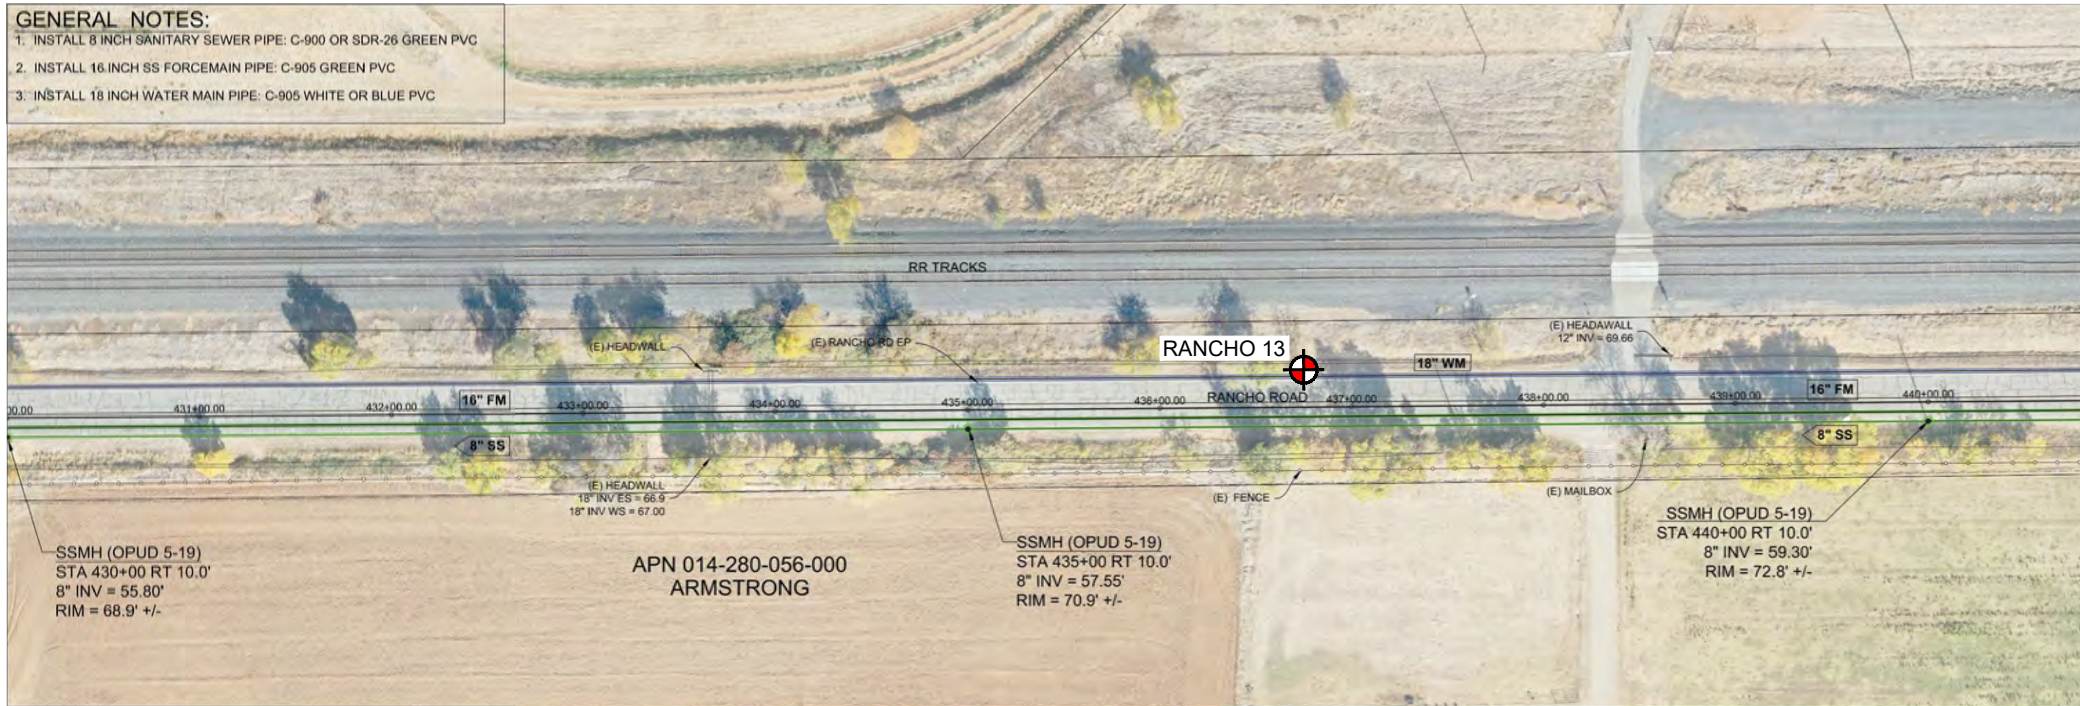 GENERAL NOTES:
1. INSTALL 8 INCH SANITARY SEWER PIPE: C-900 OR SDR-26 GREEN PVC
2. INSTALL 16 INCH SS FORCEMAIN PIPE: C-905 GREEN PVC
3. INSTALL 18 INCH WATER MAIN PIPE: C-905 WHITE OR BLUE PVC
RR TRACKS
(E) HEADWALL
(E) RANCHO RD EP
RANCHO 13
(E) HEADAWALL
12" INV = 69.66
18" WM
16" FM
16" FM
RANCHO ROAD
00.00
431+00.00
432+00.00
433+00.00
434+00.00
435+00.00
436+00.00
437+00.00
438+00.00
439+00.00
440+00.00
8" SS
8" SS
(E) HEADWALL
18" INV ES = 66.9
18" INV WS = 67.00
(E) FENCE
(E) MAILBOX
SSMH (OPUD 5-19)
STA 430+00 RT 10.0'
8" INV = 55.80'
RIM = 68.9' +/-
APN 014-280-056-000
ARMSTRONG
SSMH (OPUD 5-19)
STA 435+00 RT 10.0'
8" INV = 57.55'
RIM = 70.9' +/-
SSMH (OPUD 5-19)
STA 440+00 RT 10.0'
8" INV = 59.30'
RIM = 72.8' +/-